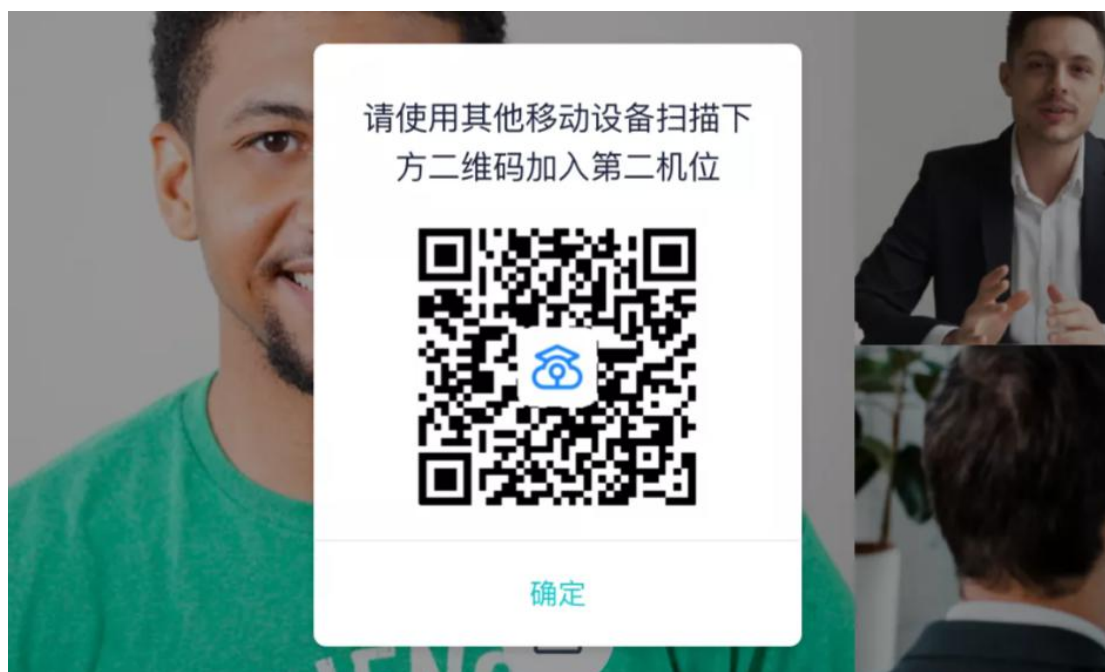 请使用其他移动设备扫描下
方二维码加入第二机位
确定